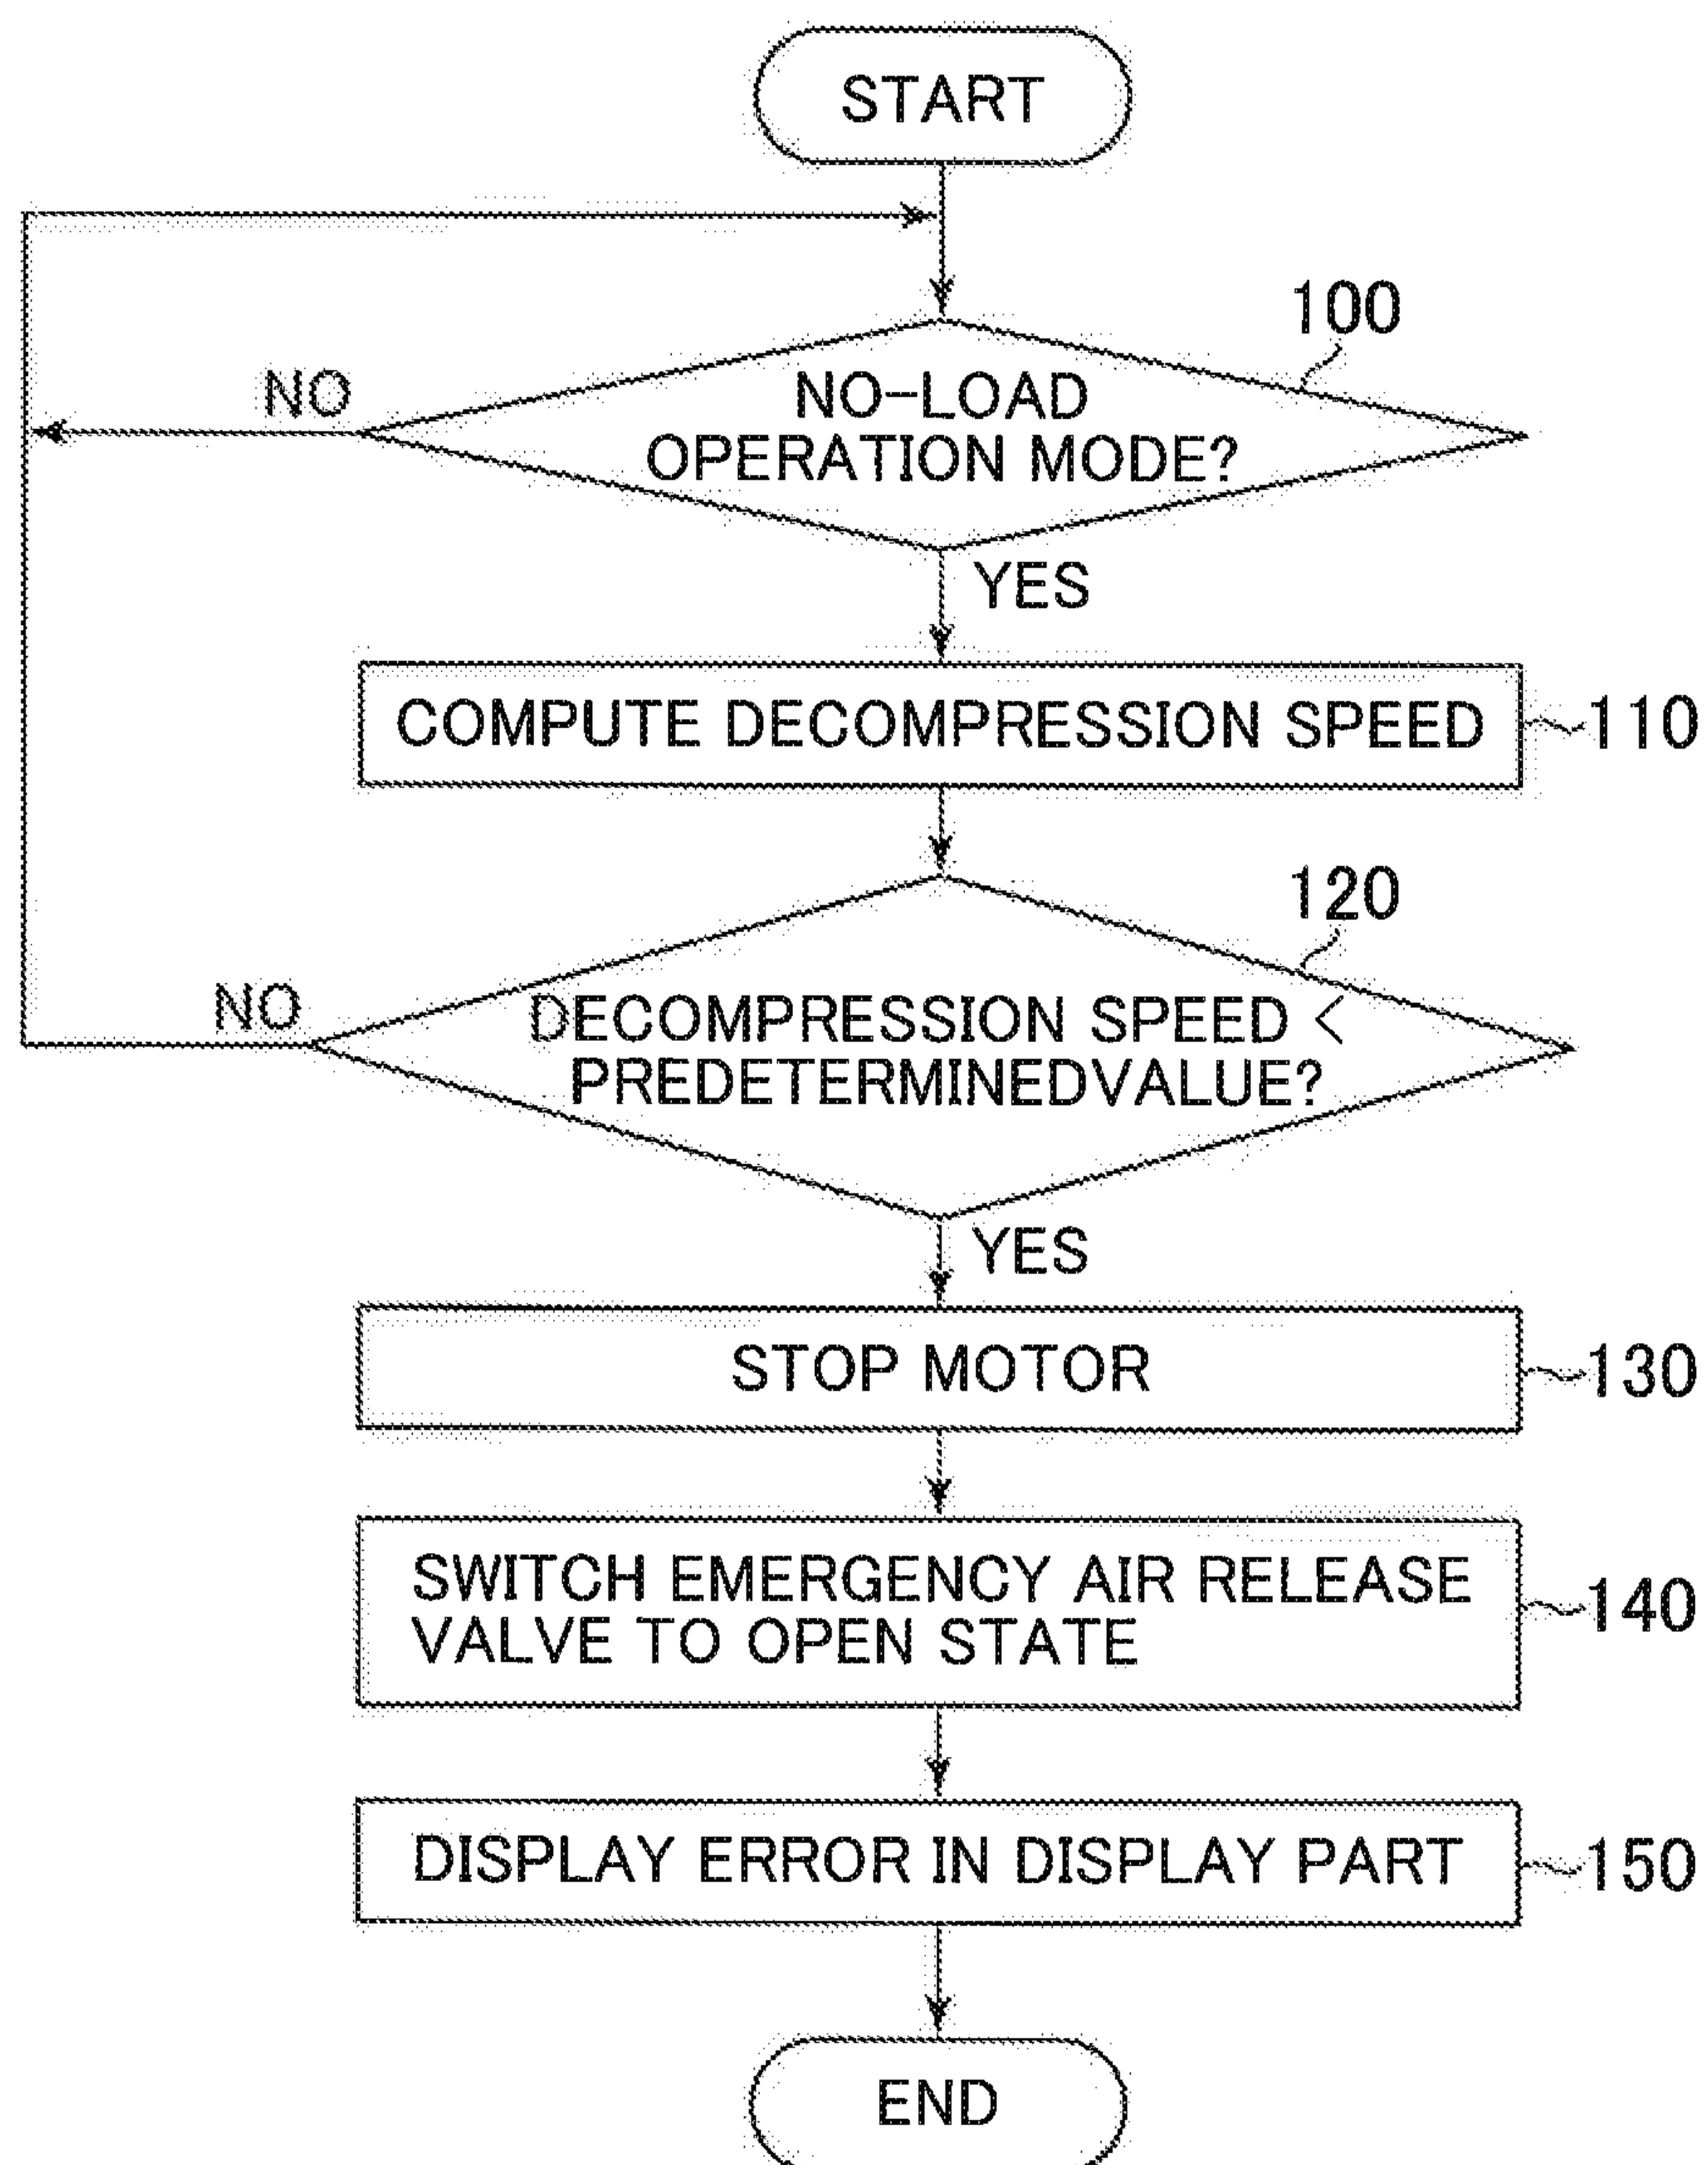 START
100
NO
NO-LOAD
OPERATION MODE?
YES
COMPUTE DECOMPRESSION SPEED
110
120
NO
DECOMPRESSION SPEED <
PREDETERMINEDVALUE?
YES
STOP MOTOR
130
SWITCH EMERGENCY AIR RELEASE
VALVE TO OPEN STATE
140
DISPLAY ERROR IN DISPLAY PART
150
END